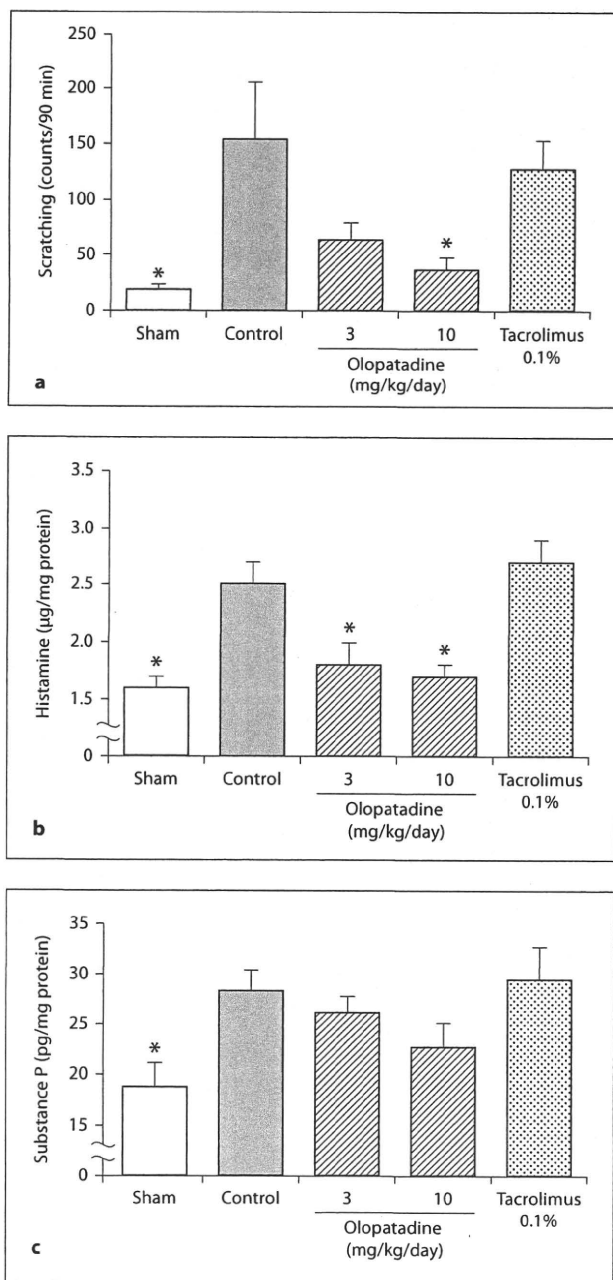 250
200
150
100
50
0
Scratching (counts/90 min)
*
*
Sham
Control
3
10
Tacrolimus
0.1%
Olopatadine
(mg/kg/day)
a
3.5
3.0
2.5
2.0
1.5
0
Histamine (µg/mg protein)
*
*
*
Sham
Control
3
10
Tacrolimus
0.1%
Olopatadine
(mg/kg/day)
b
35
30
25
20
15
0
Substance P (pg/mg protein)
*
Sham
Control
3
10
Tacrolimus
0.1%
Olopatadine
(mg/kg/day)
c